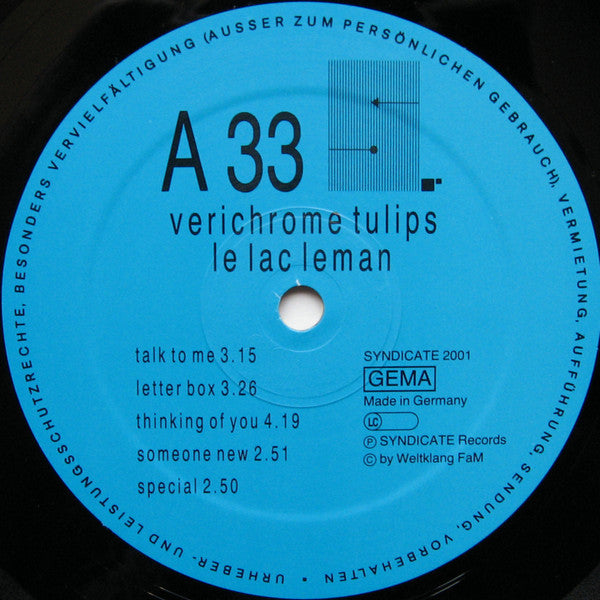 URHEBER- UND LEISTUNGSSCHUTZRECHTE, BESONDERS VERVIELFÄLTIGUNG (AUSSER ZUM PERSÖNLICHEN GEBRAUCH), VERMIETUNG, AUFFÜHRUNG, SENDUNG, VORBEHALTEN •
A 33
verichrome tulips
le lac leman
talk to me 3.15
letter box 3.26
thinking of you 4.19
someone new 2.51
special 2.50
SYNDICATE 2001
GEMA
Made in Germany
LC
Ⓟ SYNDICATE Records
© by Weltklang FaM